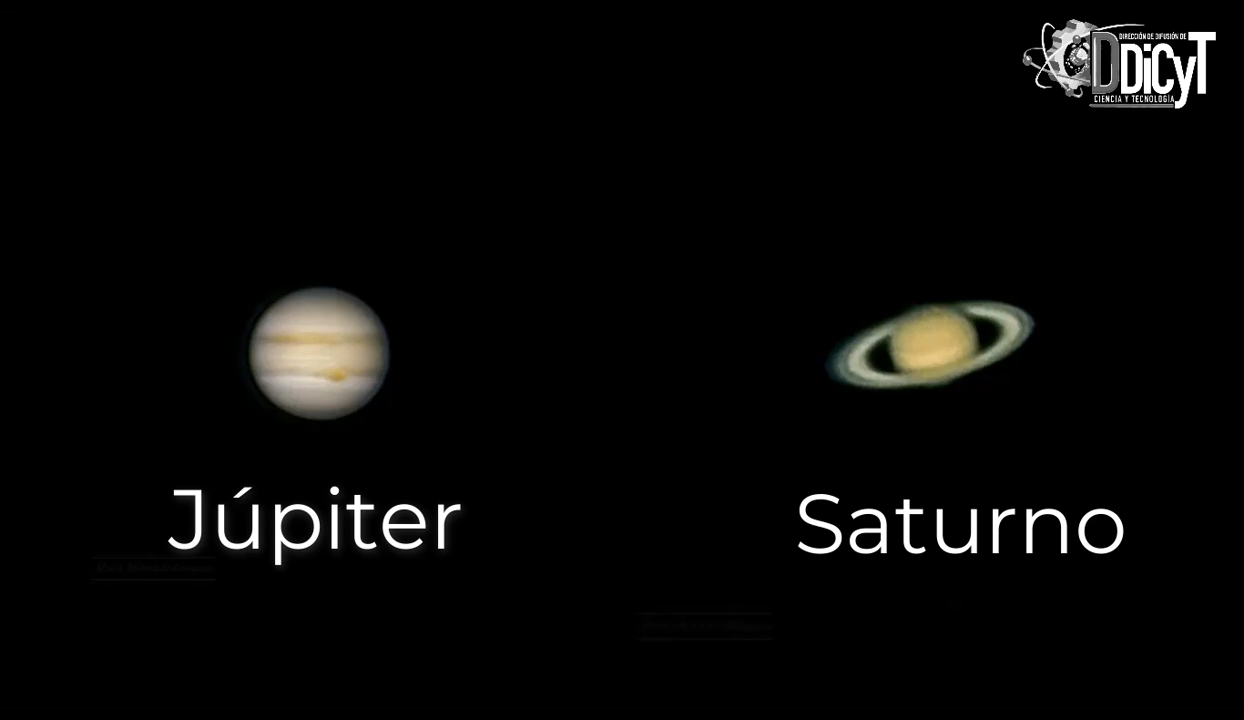 DIRECCIÓN DE DIFUSIÓN DE
DDiCyT
CIENCIA Y TECNOLOGÍA
Júpiter
Saturno